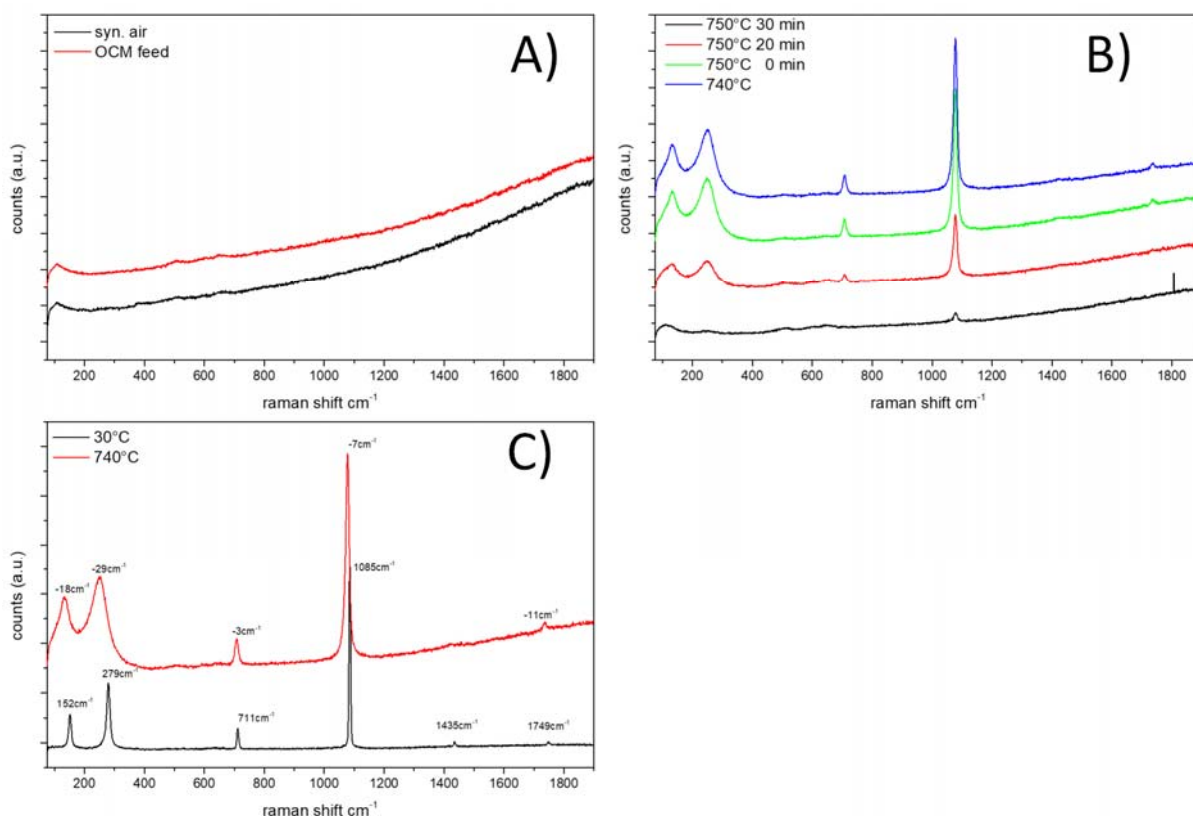 syn. air
OCM feed
A)
counts (a.u.)
200 400 600 800 1000 1200 1400 1600 1800
raman shift cm⁻¹
750°C 30 min
750°C 20 min
750°C 0 min
740°C
B)
counts (a.u.)
200 400 600 800 1000 1200 1400 1600 1800
raman shift cm⁻¹
30°C
740°C
C)
-7cm⁻¹
1085cm⁻¹
-29cm⁻¹
-18cm⁻¹
-3cm⁻¹
-11cm⁻¹
279cm⁻¹
152cm⁻¹
711cm⁻¹
1435cm⁻¹
1749cm⁻¹
counts (a.u.)
200 400 600 800 1000 1200 1400 1600 1800
raman shift cm⁻¹